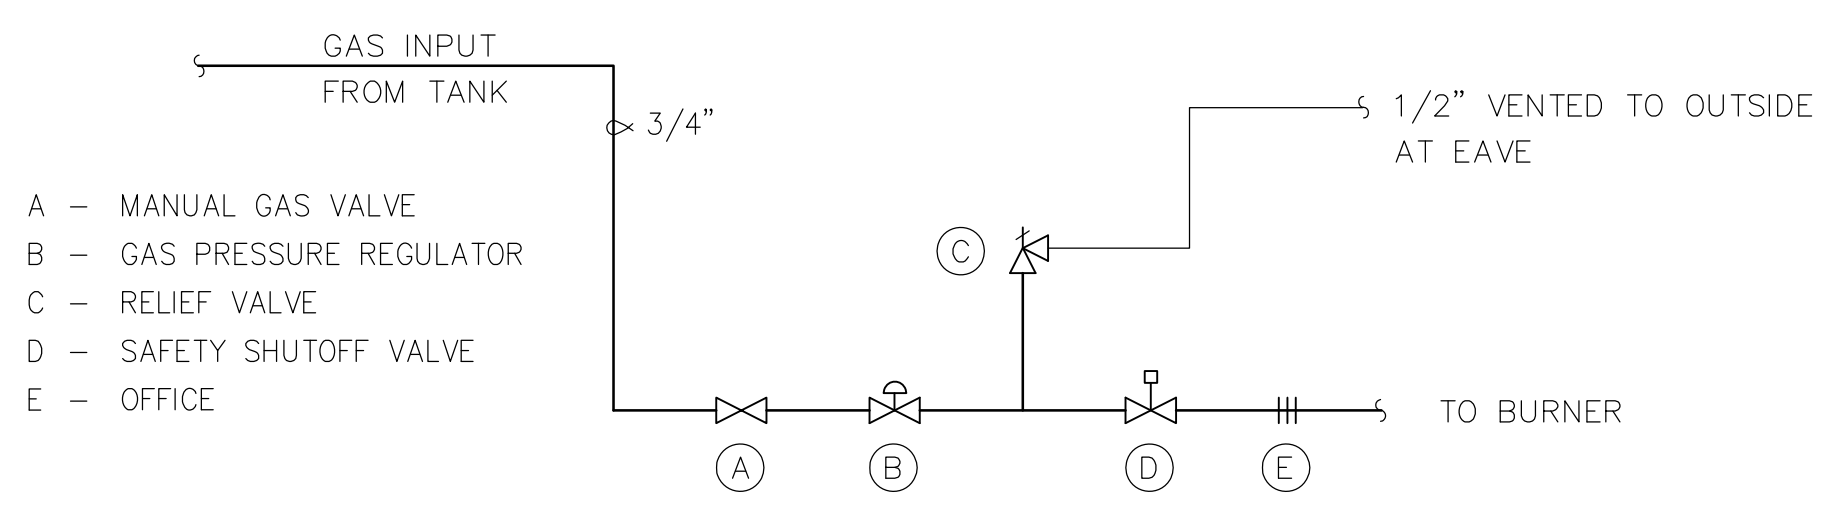 GAS INPUT
FROM TANK
3/4”
1/2” VENTED TO OUTSIDE
AT EAVE
A – MANUAL GAS VALVE
B – GAS PRESSURE REGULATOR
C – RELIEF VALVE
D – SAFETY SHUTOFF VALVE
E – OFFICE
C
TO BURNER
A
B
D
E